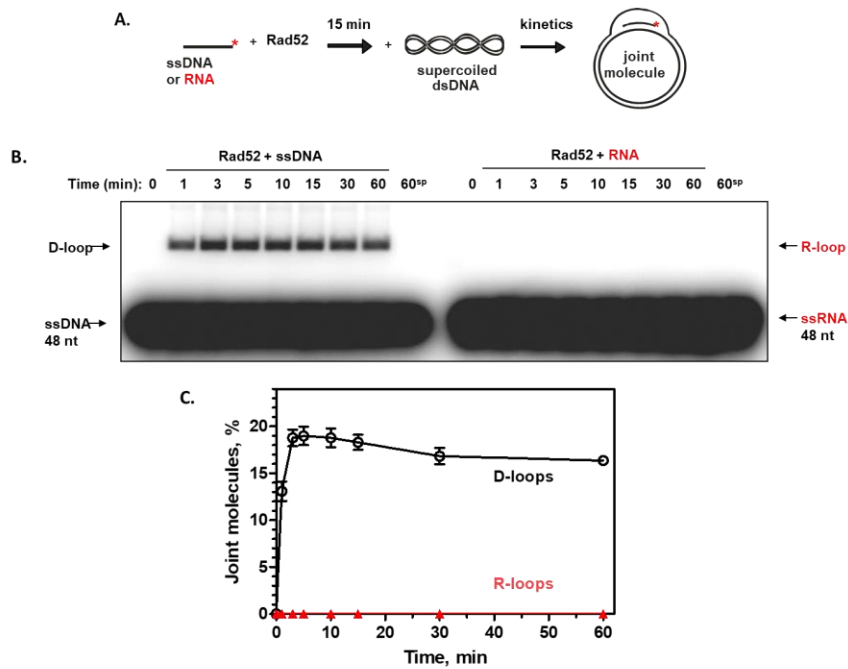 A.
15 min
kinetics
* + Rad52
+
*
ssDNA
or RNA
supercoiled
dsDNA
joint
molecule
B.
Rad52 + ssDNA
Rad52 + RNA
Time (min): 0 1 3 5 10 15 30 60 60sp 0 1 3 5 10 15 30 60 60sp
D-loop
R-loop
ssDNA
48 nt
ssRNA
48 nt
C.
Joint molecules, %
20
15
10
5
0
D-loops
R-loops
0 10 20 30 40 50 60
Time, min